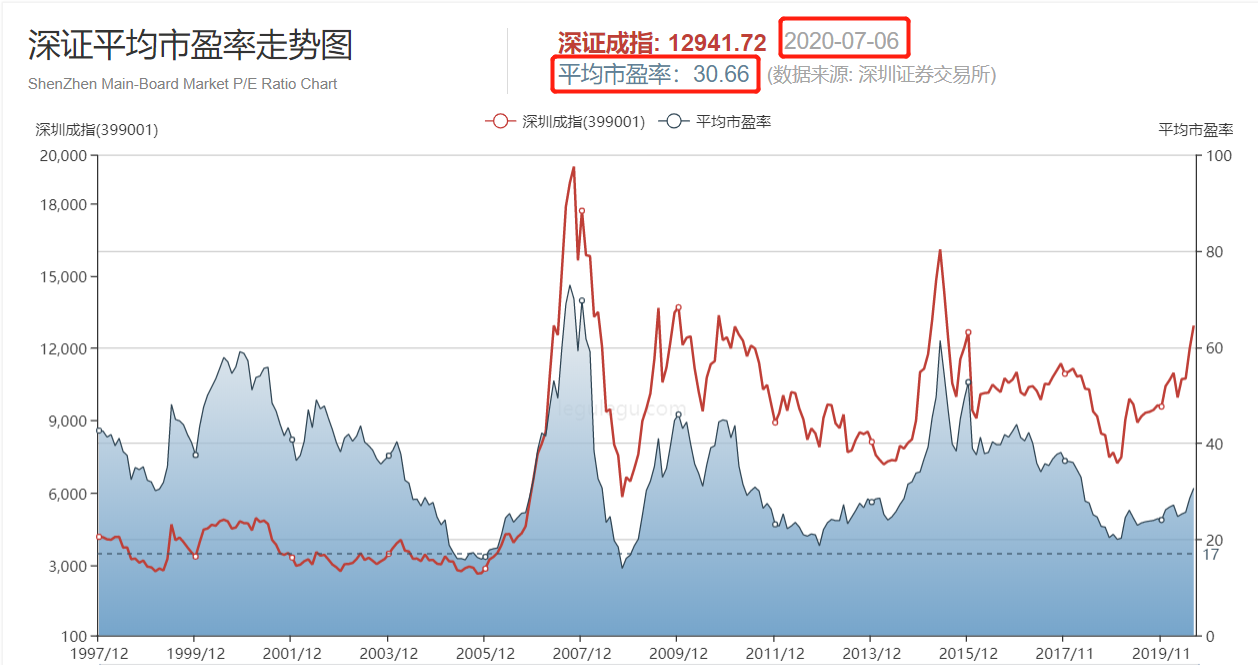 深证平均市盈率走势图
ShenZhen Main-Board Market P/E Ratio Chart
深证成指: 12941.72 2020-07-06
平均市盈率：30.66 (数据来源: 深圳证券交易所)
深圳成指(399001) 平均市盈率
深圳成指(399001) 平均市盈率
20,000 100
18,000
80
15,000
12,000 60
9,000
40
6,000
20
17
3,000
100 0
1997/12 1999/12 2001/12 2003/12 2005/12 2007/12 2009/12 2011/12 2013/12 2015/12 2017/11 2019/11